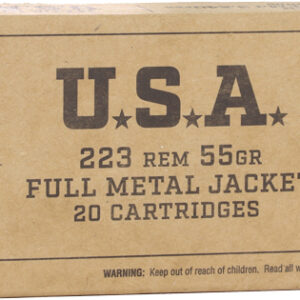 U.S.A.
223 REM 55GR
FULL METAL JACKET
20 CARTRIDGES
WARNING: Keep out of reach of children. Read all w